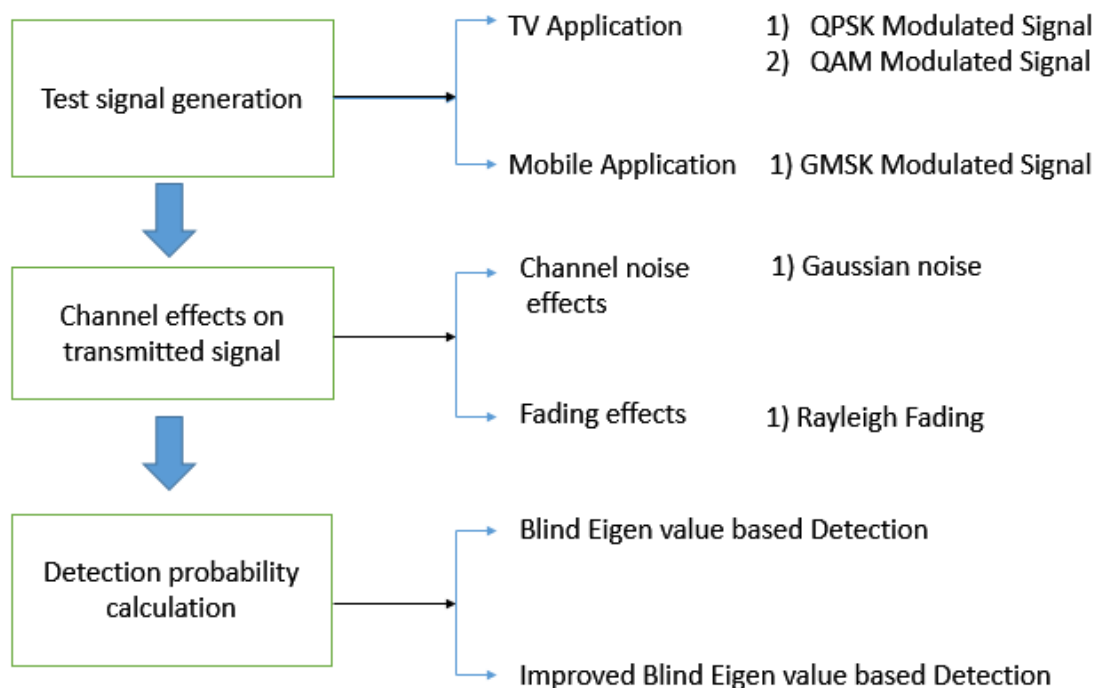 TV Application
1) QPSK Modulated Signal
2) QAM Modulated Signal
Test signal generation
Mobile Application
1) GMSK Modulated Signal
Channel noise
effects
1) Gaussian noise
Channel effects on
transmitted signal
Fading effects
1) Rayleigh Fading
Blind Eigen value based Detection
Detection probability
calculation
Improved Blind Eigen value based Detection